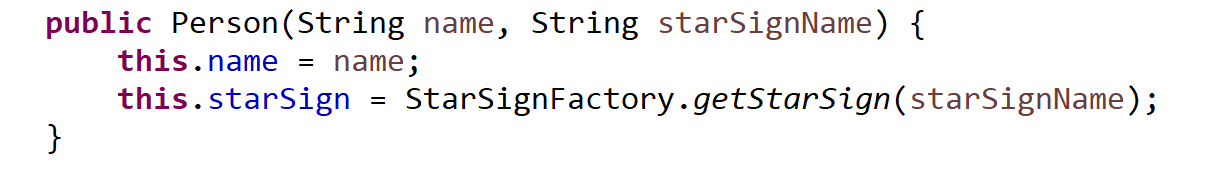 public Person(String name, String starSignName) {
    this.name = name;
    this.starSign = StarSignFactory.getStarSign(starSignName);
}